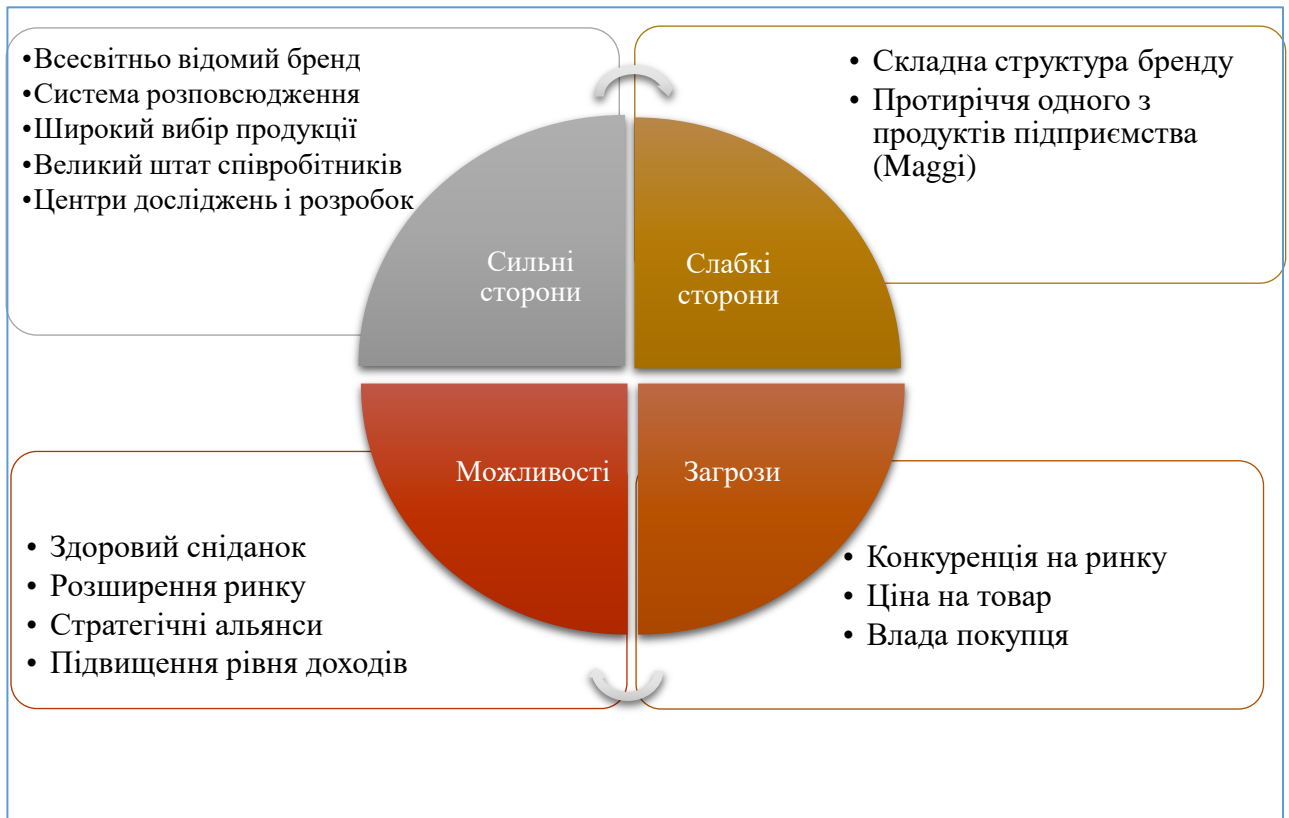 •Всесвітньо відомий бренд
•Система розповсюдження
•Широкий вибір продукції
•Великий штат співробітників
•Центри досліджень і розробок
• Складна структура бренду
• Протиріччя одного з
продуктів підприємства
(Maggi)
Сильні
сторони
Слабкі
сторони
Можливості
Загрози
• Здоровий сніданок
• Розширення ринку
• Стратегічні альянси
• Підвищення рівня доходів
• Конкуренція на ринку
• Ціна на товар
• Влада покупця